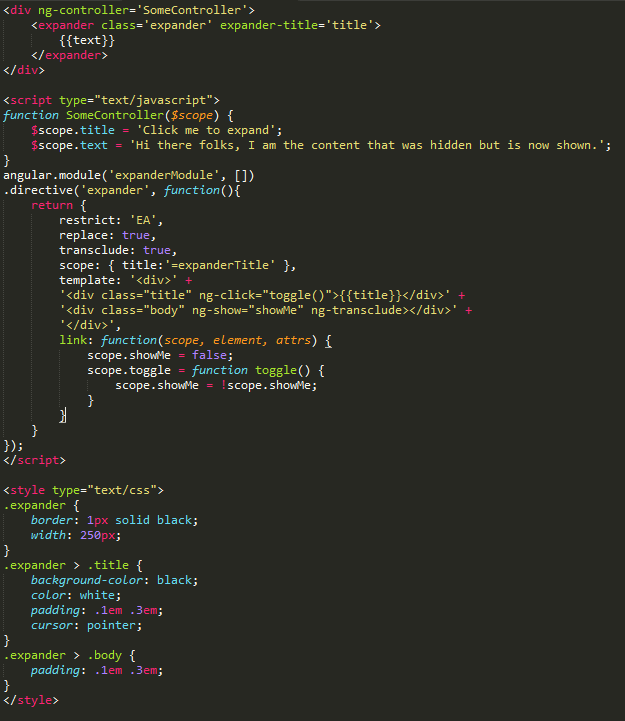 <div ng-controller='SomeController'>
    <expander class='expander' expander-title='title'>
        {{text}}
    </expander>
</div>

<script type="text/javascript">
function SomeController($scope) {
    $scope.title = 'Click me to expand';
    $scope.text = 'Hi there folks, I am the content that was hidden but is now shown.';
}
angular.module('expanderModule', [])
.directive('expander', function(){
    return {
        restrict: 'EA',
        replace: true,
        transclude: true,
        scope: { title:'=expanderTitle' },
        template: '<div>' +
        '<div class="title" ng-click="toggle()">{{title}}</div>' +
        '<div class="body" ng-show="showMe" ng-transclude></div>' +
        '</div>',
        link: function(scope, element, attrs) {
            scope.showMe = false;
            scope.toggle = function toggle() {
                scope.showMe = !scope.showMe;
            }
        }
    }
});
</script>

<style type="text/css">
.expander {
    border: 1px solid black;
    width: 250px;
}
.expander > .title {
    background-color: black;
    color: white;
    padding: .1em .3em;
    cursor: pointer;
}
.expander > .body {
    padding: .1em .3em;
}
</style>